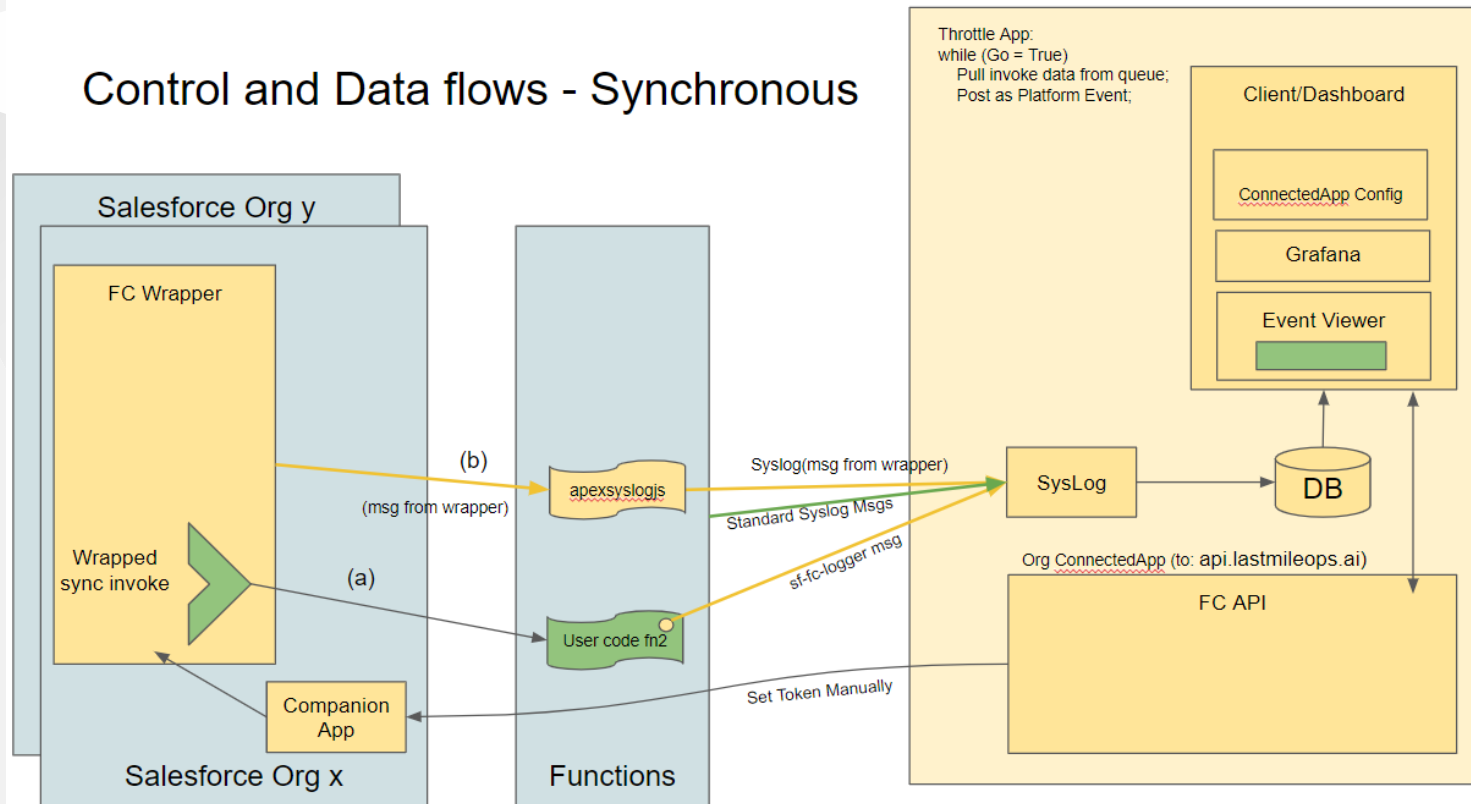 Control and Data flows - Synchronous
Throttle App:
while (Go = True)
Pull invoke data from queue;
Post as Platform Event;
Client/Dashboard
ConnectedApp Config
Grafana
Event Viewer
Salesforce Org y
FC Wrapper
Wrapped
sync invoke
(b)
(msg from wrapper)
(a)
apexsyslogjs
User code fn2
Syslog(msg from wrapper)
Standard Syslog Msgs
sf-fc-logger msg
SysLog
DB
Org ConnectedApp (to: api.lastmileops.ai)
FC API
Set Token Manually
Companion
App
Salesforce Org x
Functions